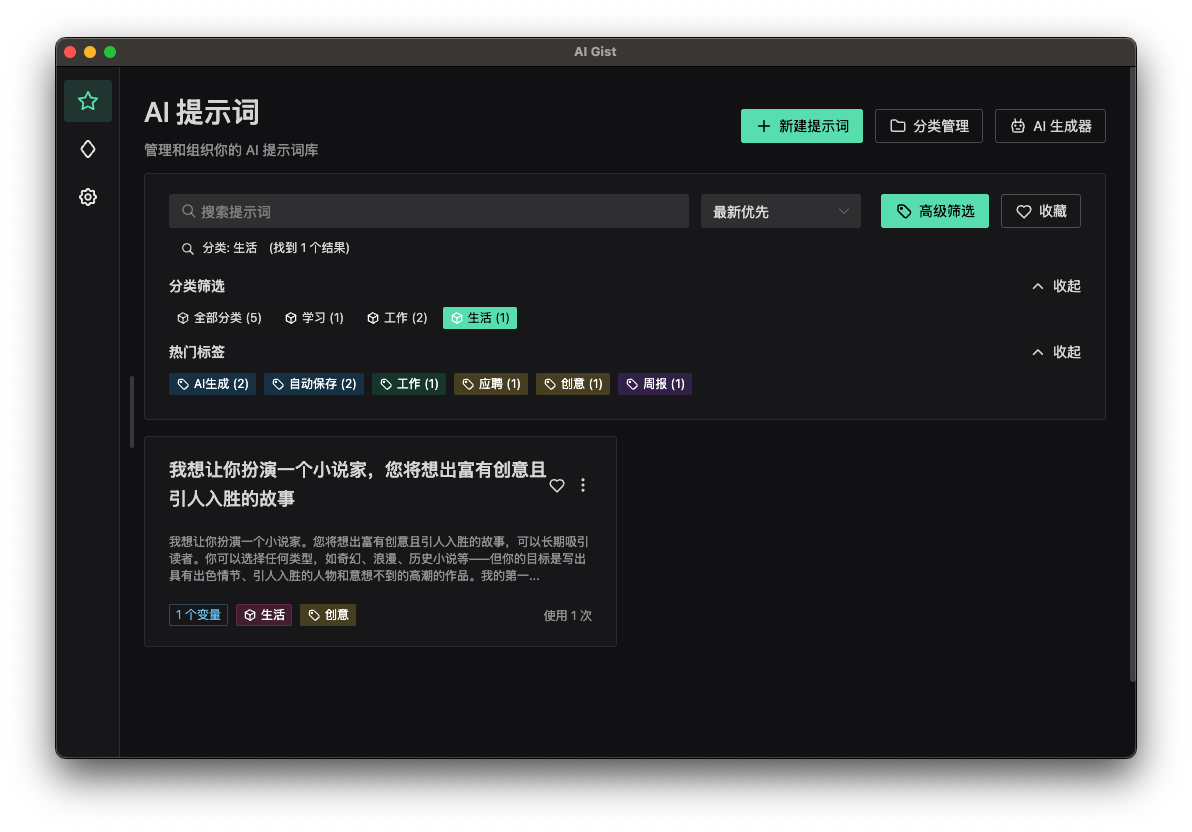 AI Gist
AI 提示词
管理和组织你的 AI 提示词库
新建提示词
分类管理
AI 生成器
搜索提示词
最新优先
高级筛选
收藏
分类: 生活 (找到 1 个结果)
分类筛选
收起
全部分类 (5)
学习 (1)
工作 (2)
生活 (1)
热门标签
收起
AI生成 (2)
自动保存 (2)
工作 (1)
应聘 (1)
创意 (1)
周报 (1)
我想让你扮演一个小说家，您将想出富有创意且
引人入胜的故事
我想让你扮演一个小说家。您将想出富有创意且引人入胜的故事，可以长期吸引
读者。你可以选择任何类型，如奇幻、浪漫、历史小说等——但你的目标是写出
具有出色情节、引人入胜的人物和意想不到的高潮的作品。我的第一...
1 个变量
生活
创意
使用 1 次